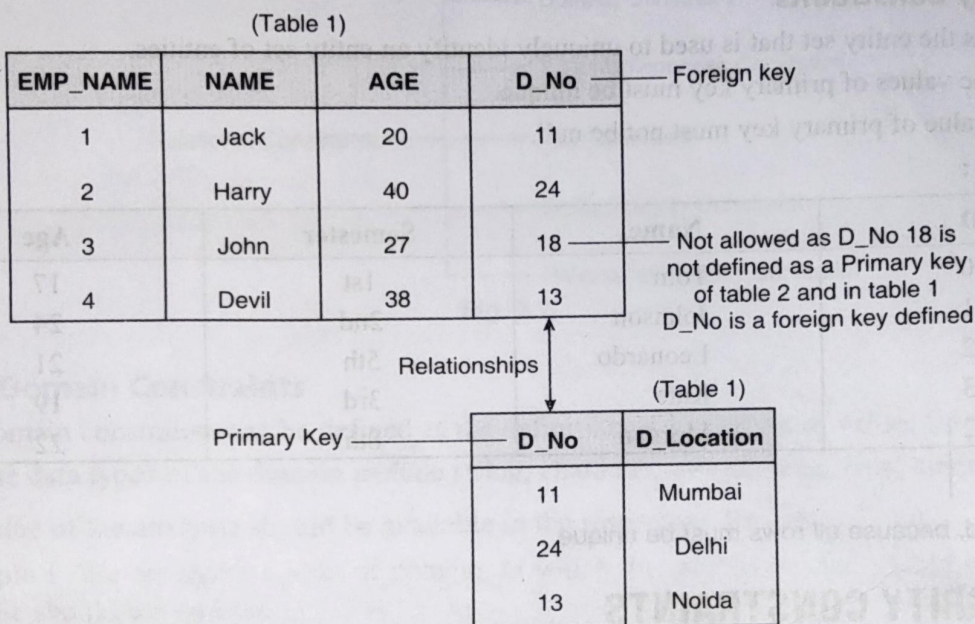 (Table 1)
EMP_NAME NAME AGE D_No Foreign key
1 Jack 20 11
2 Harry 40 24
3 John 27 18 Not allowed as D_No 18 is
not defined as a Primary key
4 Devil 38 13 of table 2 and in table 1
D_No is a foreign key defined
Relationships
(Table 1)
Primary Key D_No D_Location
11 Mumbai
24 Delhi
13 Noida